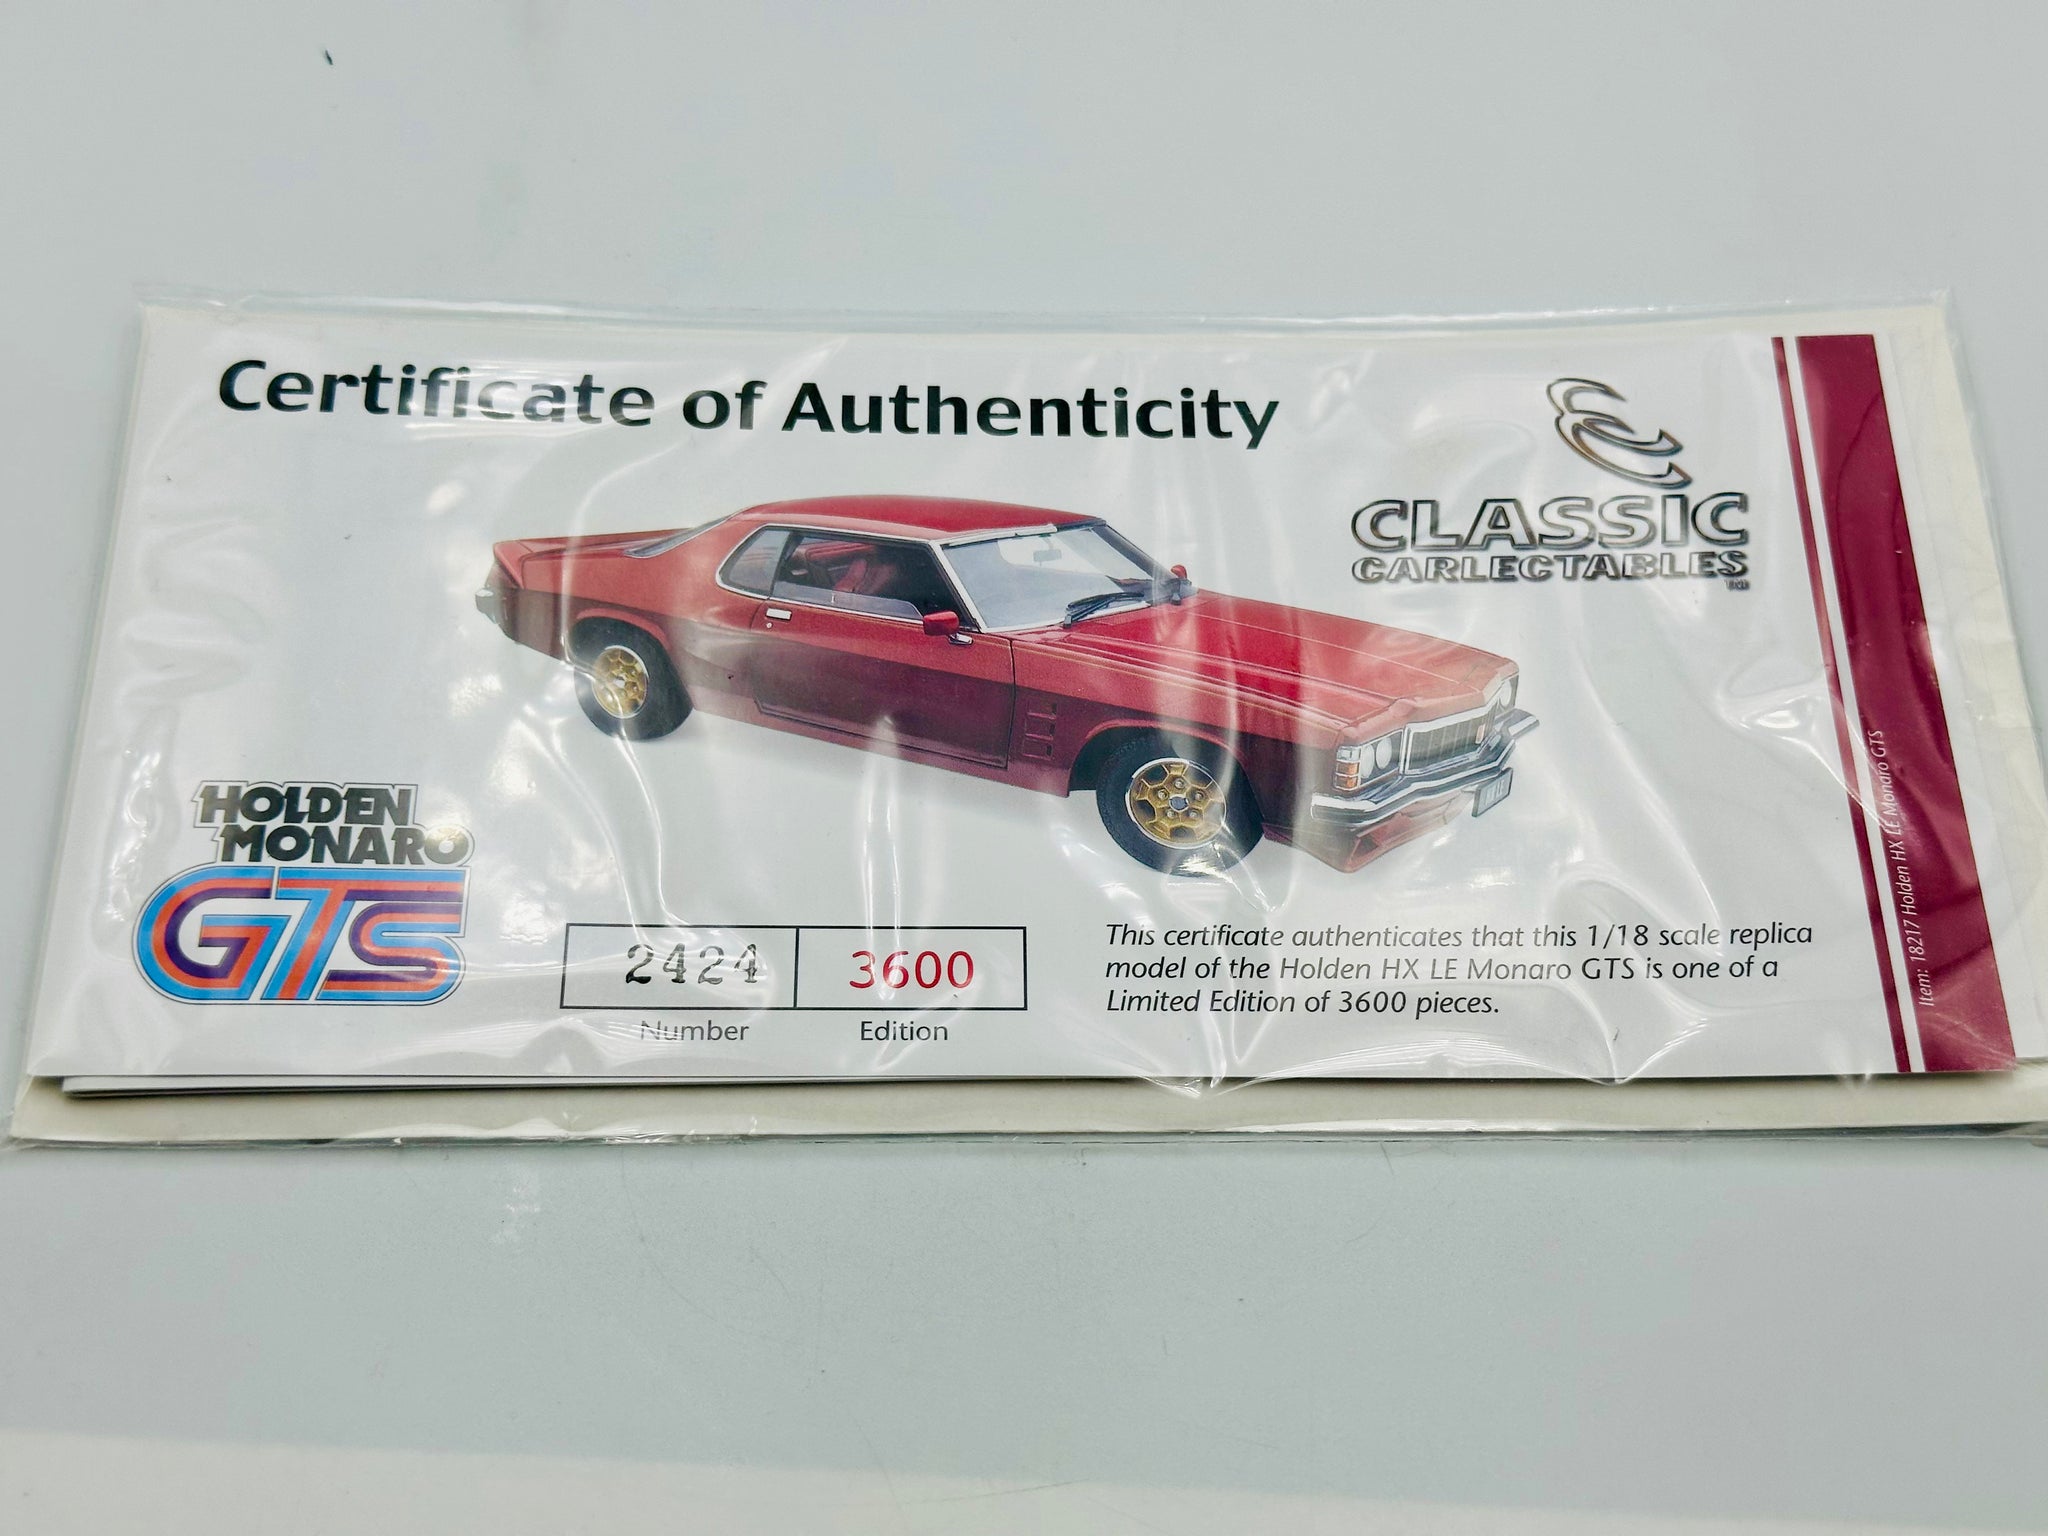 Certificate of Authenticity
CLASSIC
CARLECTABLES
TM
HOLDEN
MONARO
GTS
2424
3600
Number
Edition
This certificate authenticates that this 1/18 scale replica
model of the Holden HX LE Monaro GTS is one of a
Limited Edition of 3600 pieces.
Item: 18217 Holden HX LE Monaro GTS